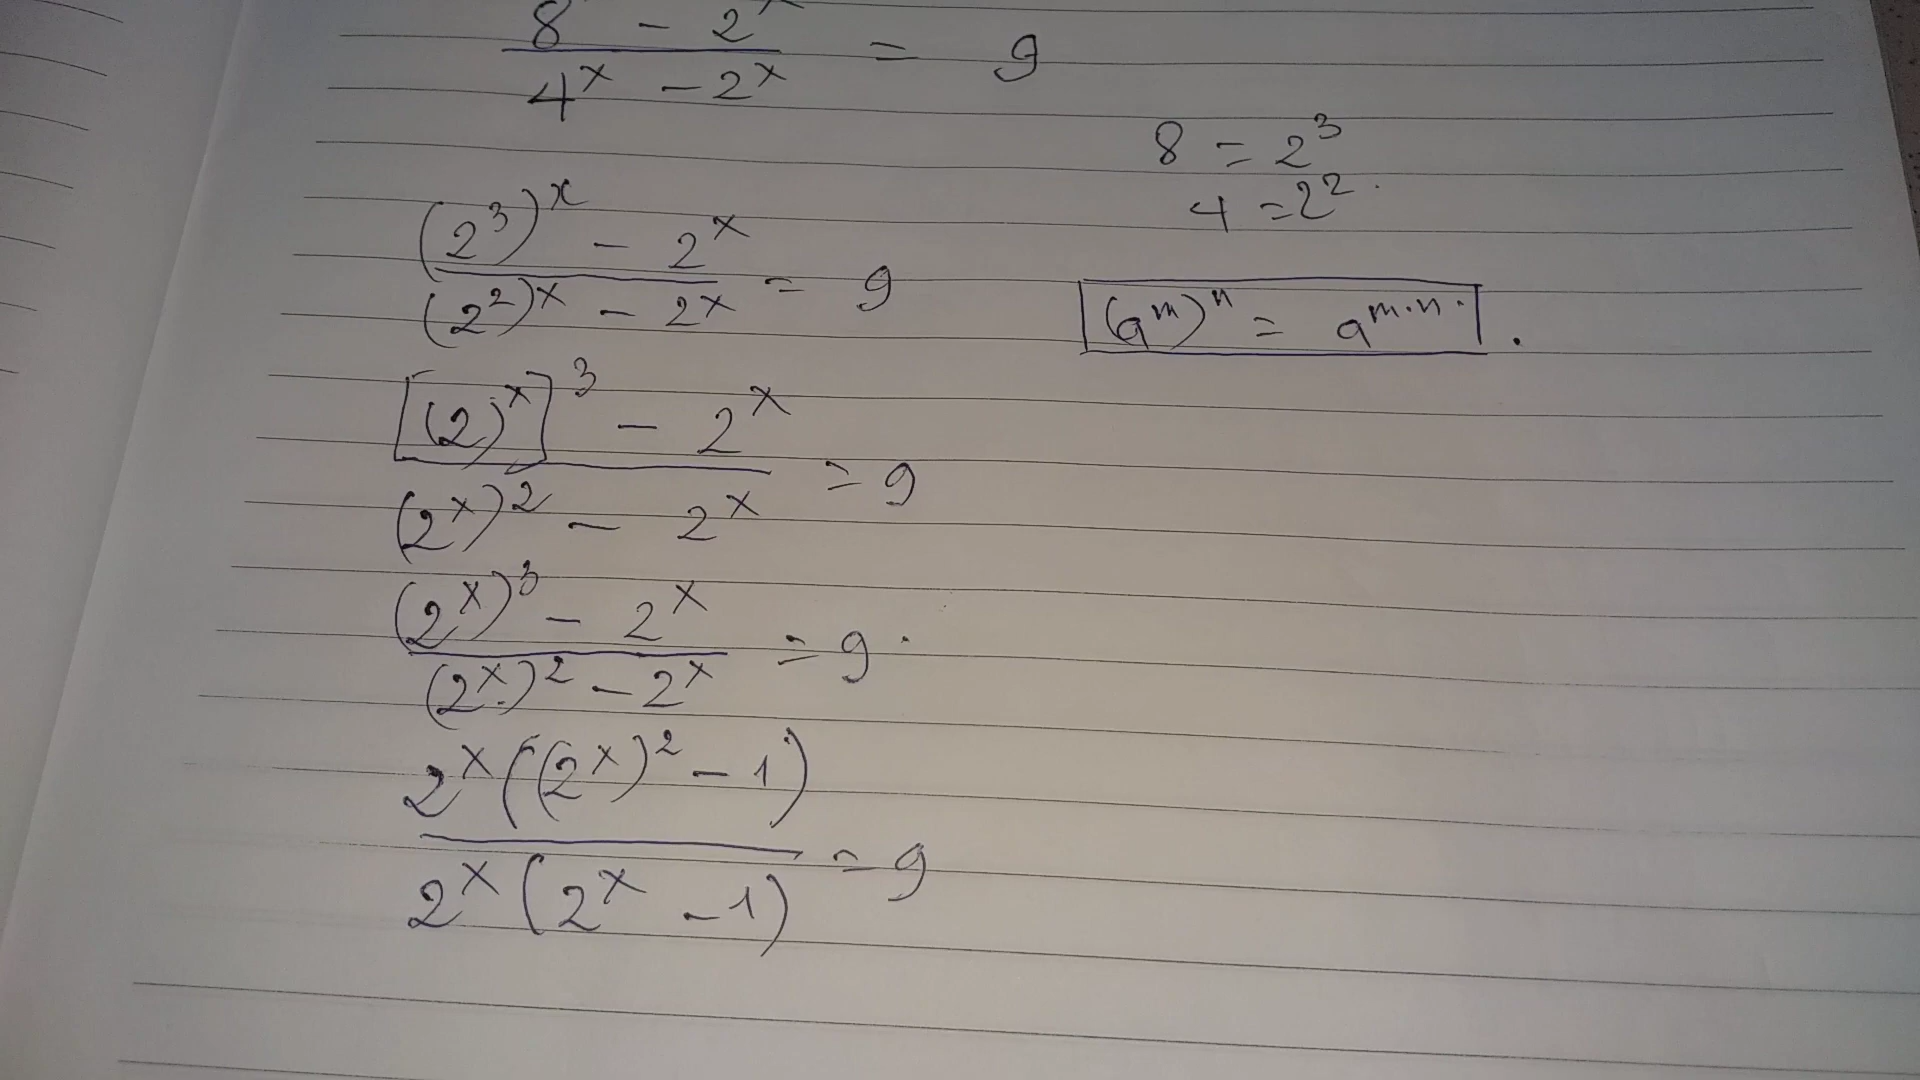 8 - 2^x / 4^x - 2^x = 9
8 = 2^3
4 = 2^2.
(2^3)^x - 2^x / (2^2)^x - 2^x = 9
(a^m)^n = a^m.n.
[(2)^x]^3 - 2^x / (2^x)^2 - 2^x = 9
(2^x)^3 - 2^x / (2^x)^2 - 2^x = 9.
2^x((2^x)^2 - 1) / 2^x(2^x - 1) = 9